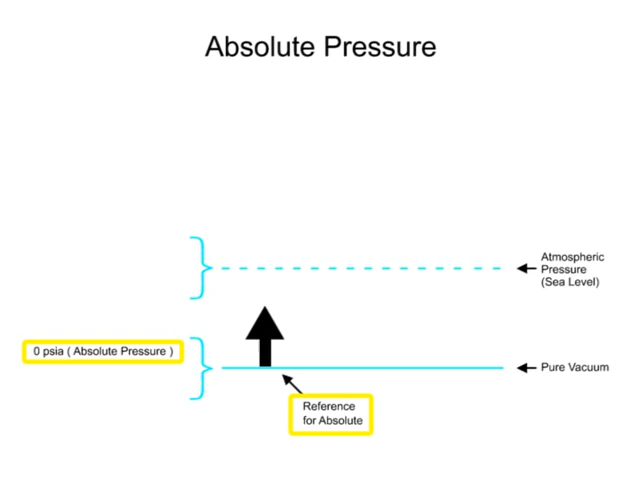 Absolute Pressure
Atmospheric
Pressure
(Sea Level)
0 psia ( Absolute Pressure )
Pure Vacuum
Reference
for Absolute